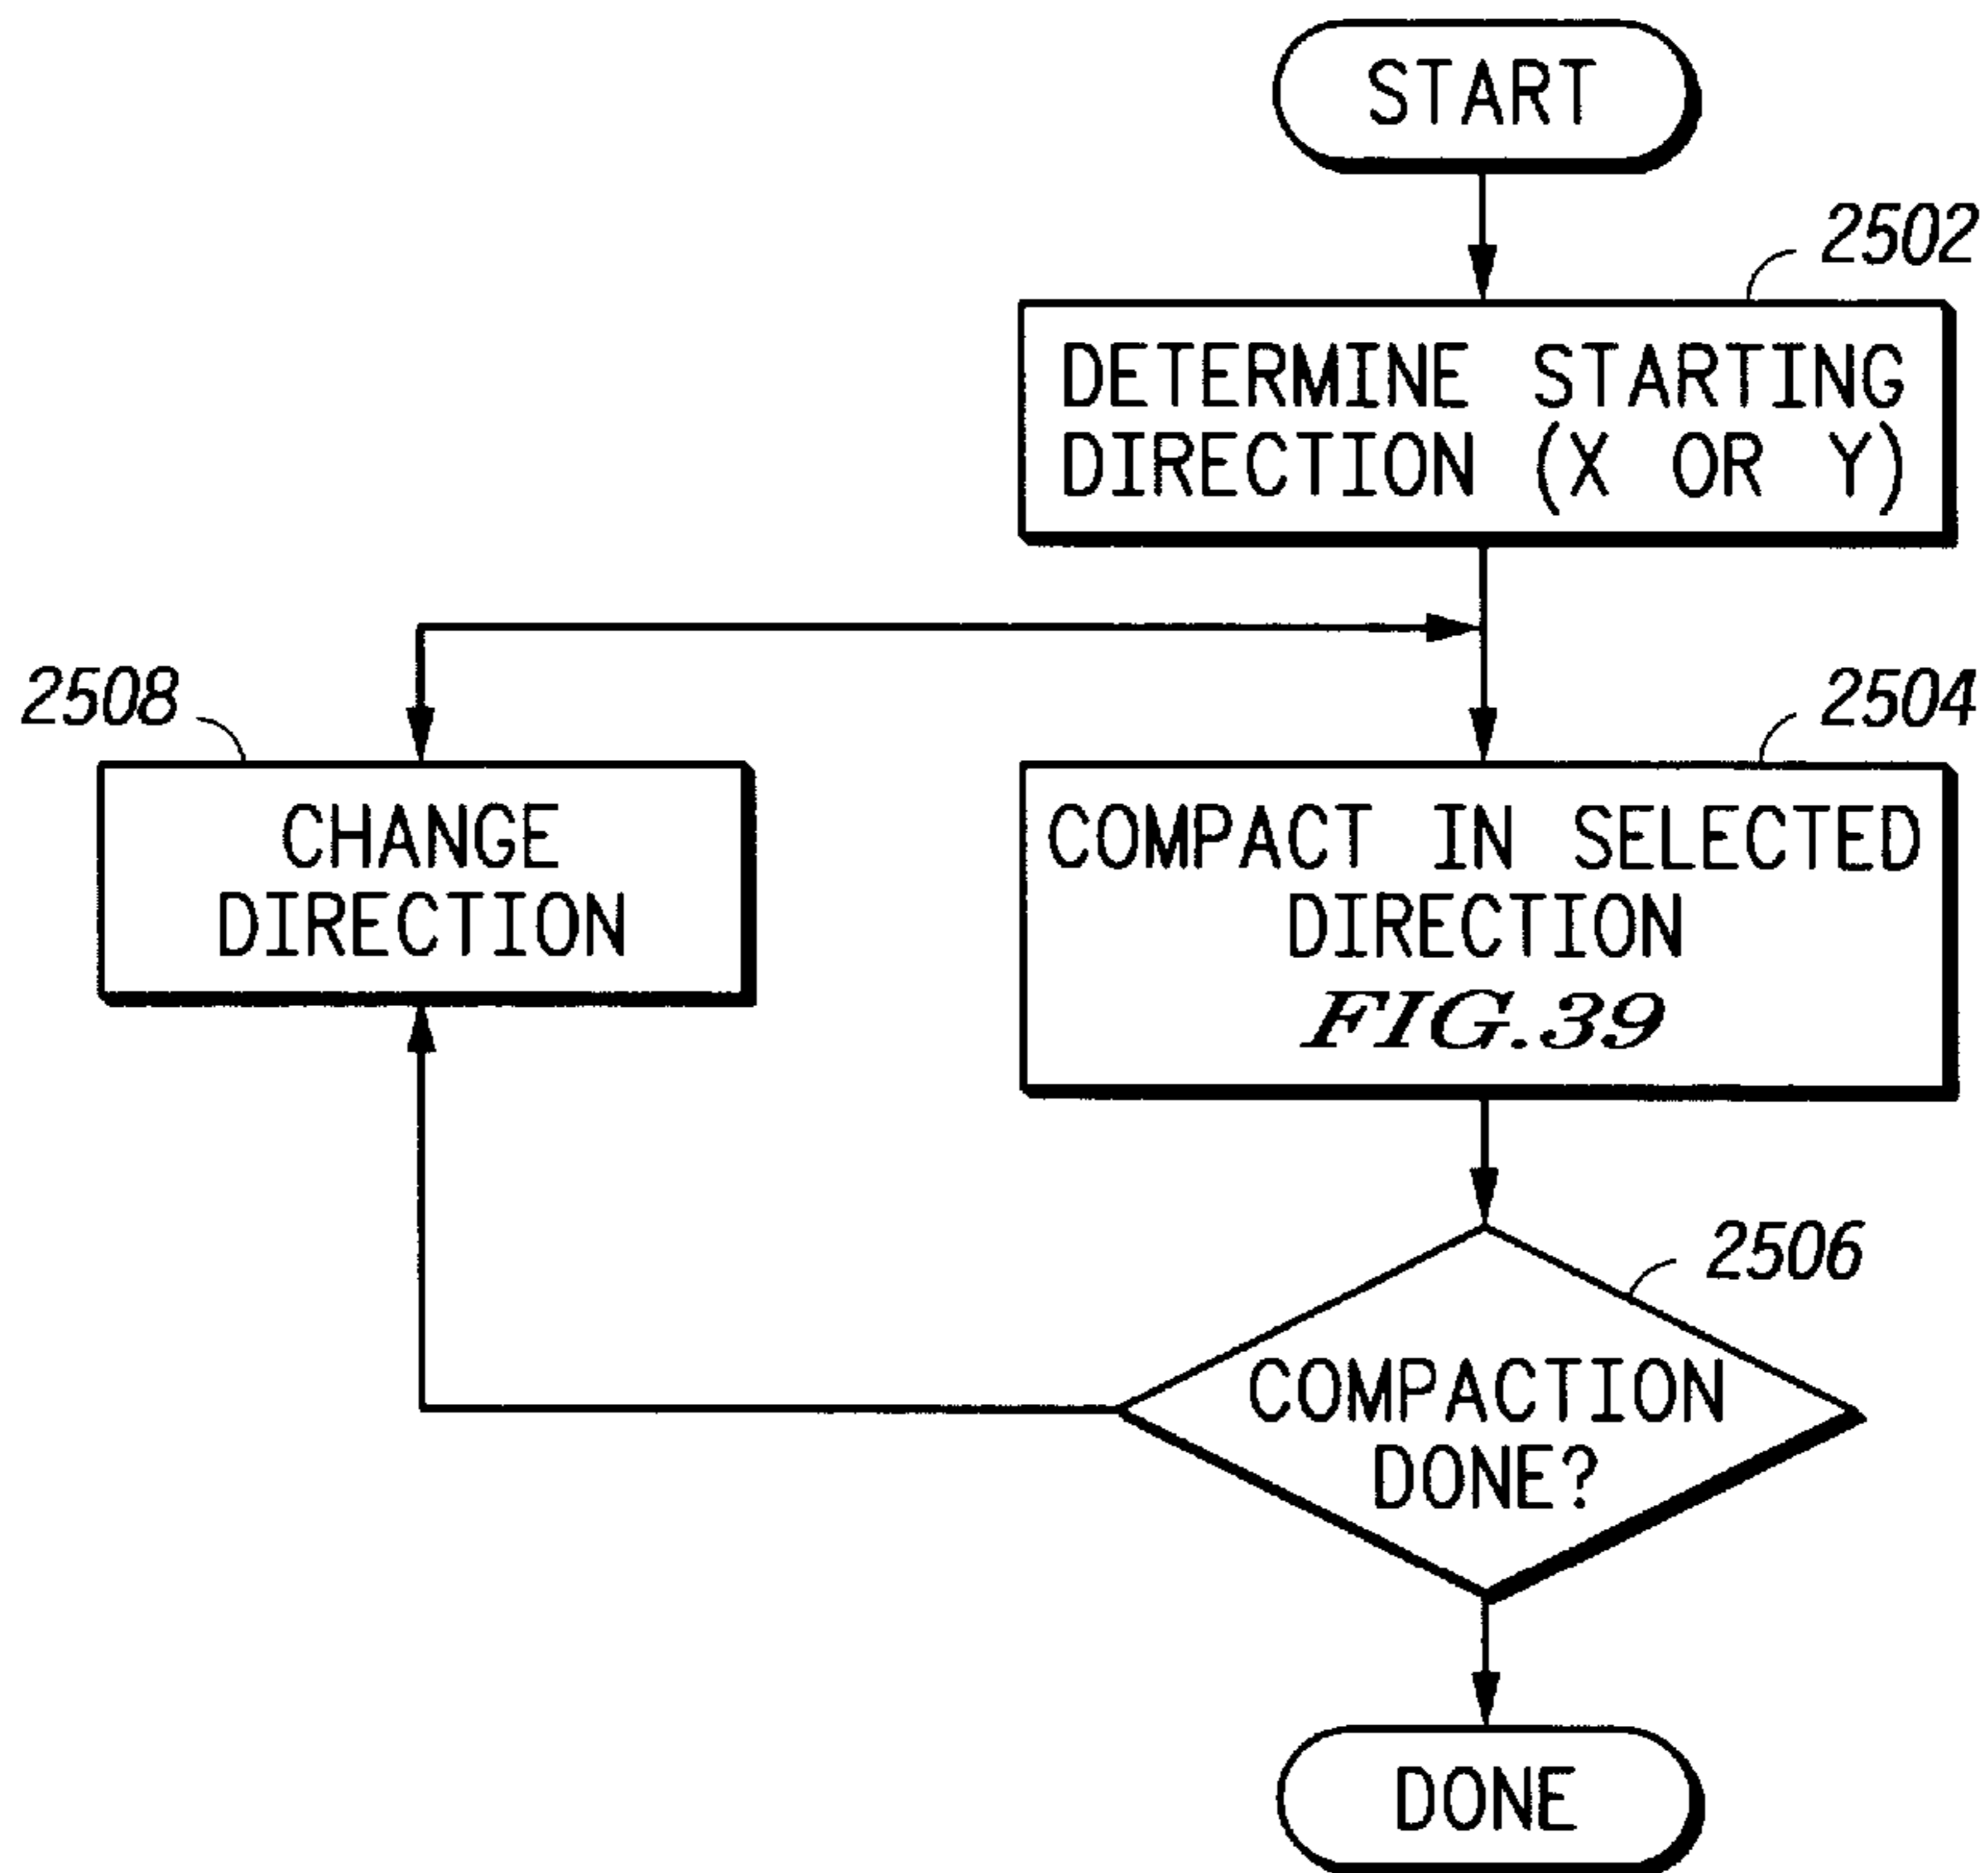 START
2502
DETERMINE STARTING
DIRECTION (X OR Y)
2508
2504
CHANGE
DIRECTION
COMPACT IN SELECTED
DIRECTION
FIG.39
2506
COMPACTION
DONE?
DONE